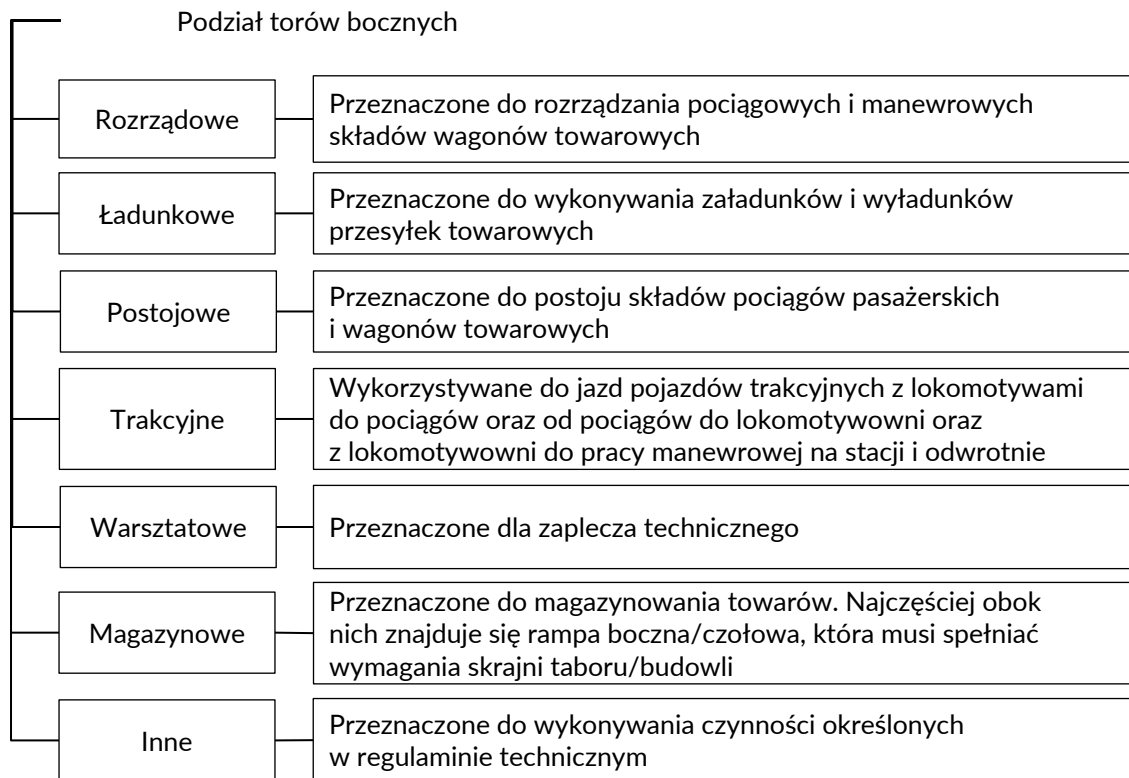 Podział torów bocznych
Rozrządowe
Przeznaczone do rozrządzania pociągowych i manewrowych
składów wagonów towarowych
Ładunkowe
Przeznaczone do wykonywania załadunków i wyładunków
przesyłek towarowych
Postojowe
Przeznaczone do postoju składów pociągów pasażerskich
i wagonów towarowych
Trakcyjne
Wykorzystywane do jazd pojazdów trakcyjnych z lokomotywami
do pociągów oraz od pociągów do lokomotywowni oraz
z lokomotywowni do pracy manewrowej na stacji i odwrotnie
Warsztatowe
Przeznaczone dla zaplecza technicznego
Magazynowe
Przeznaczone do magazynowania towarów. Najczęściej obok
nich znajduje się rampa boczna/czołowa, która musi spełniać
wymagania skrajni taboru/budowli
Inne
Przeznaczone do wykonywania czynności określonych
w regulaminie technicznym